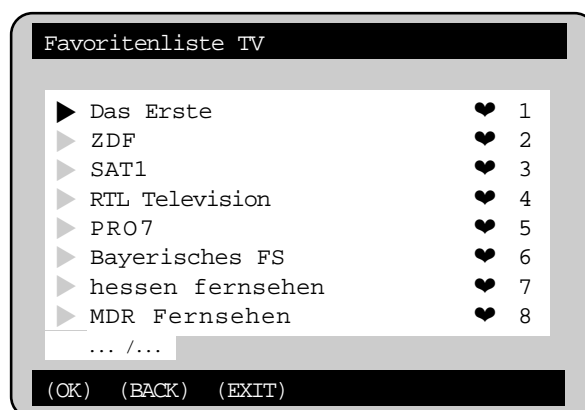 Favoritenliste TV
Das Erste ❤ 1
ZDF ❤ 2
SAT1 ❤ 3
RTL Television ❤ 4
PRO7 ❤ 5
Bayerisches FS ❤ 6
hessen fernsehen ❤ 7
MDR Fernsehen ❤ 8
... /...
(OK) (BACK) (EXIT)